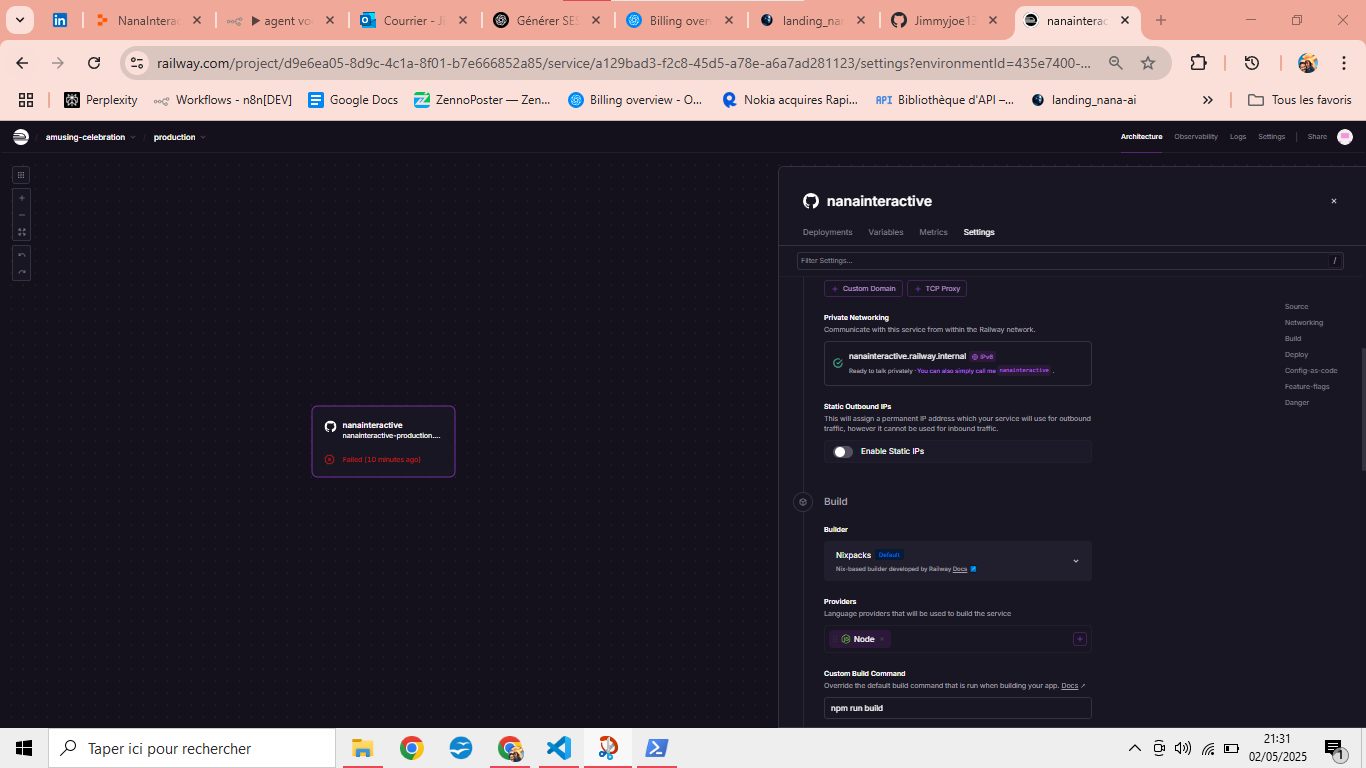 NanaInterac
agent vo
Courrier - Ji
Générer SES
Billing over
landing_nan
Jimmyjoe13
nanainterac
railway.com/project/d9e6ea05-8d9c-4c1a-8f01-b7e666852a85/service/a129bad3-f2c8-45d5-a78e-a6a7ad281123/settings?environmentId=435e7400-...
Perplexity
Workflows - n8n[DEV]
Google Docs
ZennoPoster — Zen...
Billing overview - O...
Nokia acquires Rapi...
API Bibliothèque d'API –...
landing_nana-ai
Tous les favoris
amusing-celebration / production
Architecture Observability Logs Settings Share
nanainteractive
Deployments Variables Metrics Settings
Filter Settings... /
+ Custom Domain + TCP Proxy
Private Networking
Communicate with this service from within the Railway network.
nanainteractive.railway.internal IPv6
Ready to talk privately · You can also simply call me nanainteractive .
Static Outbound IPs
This will assign a permanent IP address which your service will use for outbound
traffic, however it cannot be used for inbound traffic.
Enable Static IPs
Build
Builder
Nixpacks Default
Nix-based builder developed by Railway Docs
Providers
Language providers that will be used to build the service
Node
Custom Build Command
Override the default build command that is run when building your app. Docs ↗
npm run build
Source
Networking
Build
Deploy
Config-as-code
Feature-flags
Danger
nanainteractive
nanainteractive-production....
Failed (10 minutes ago)
Taper ici pour rechercher
21:31
02/05/2025
1